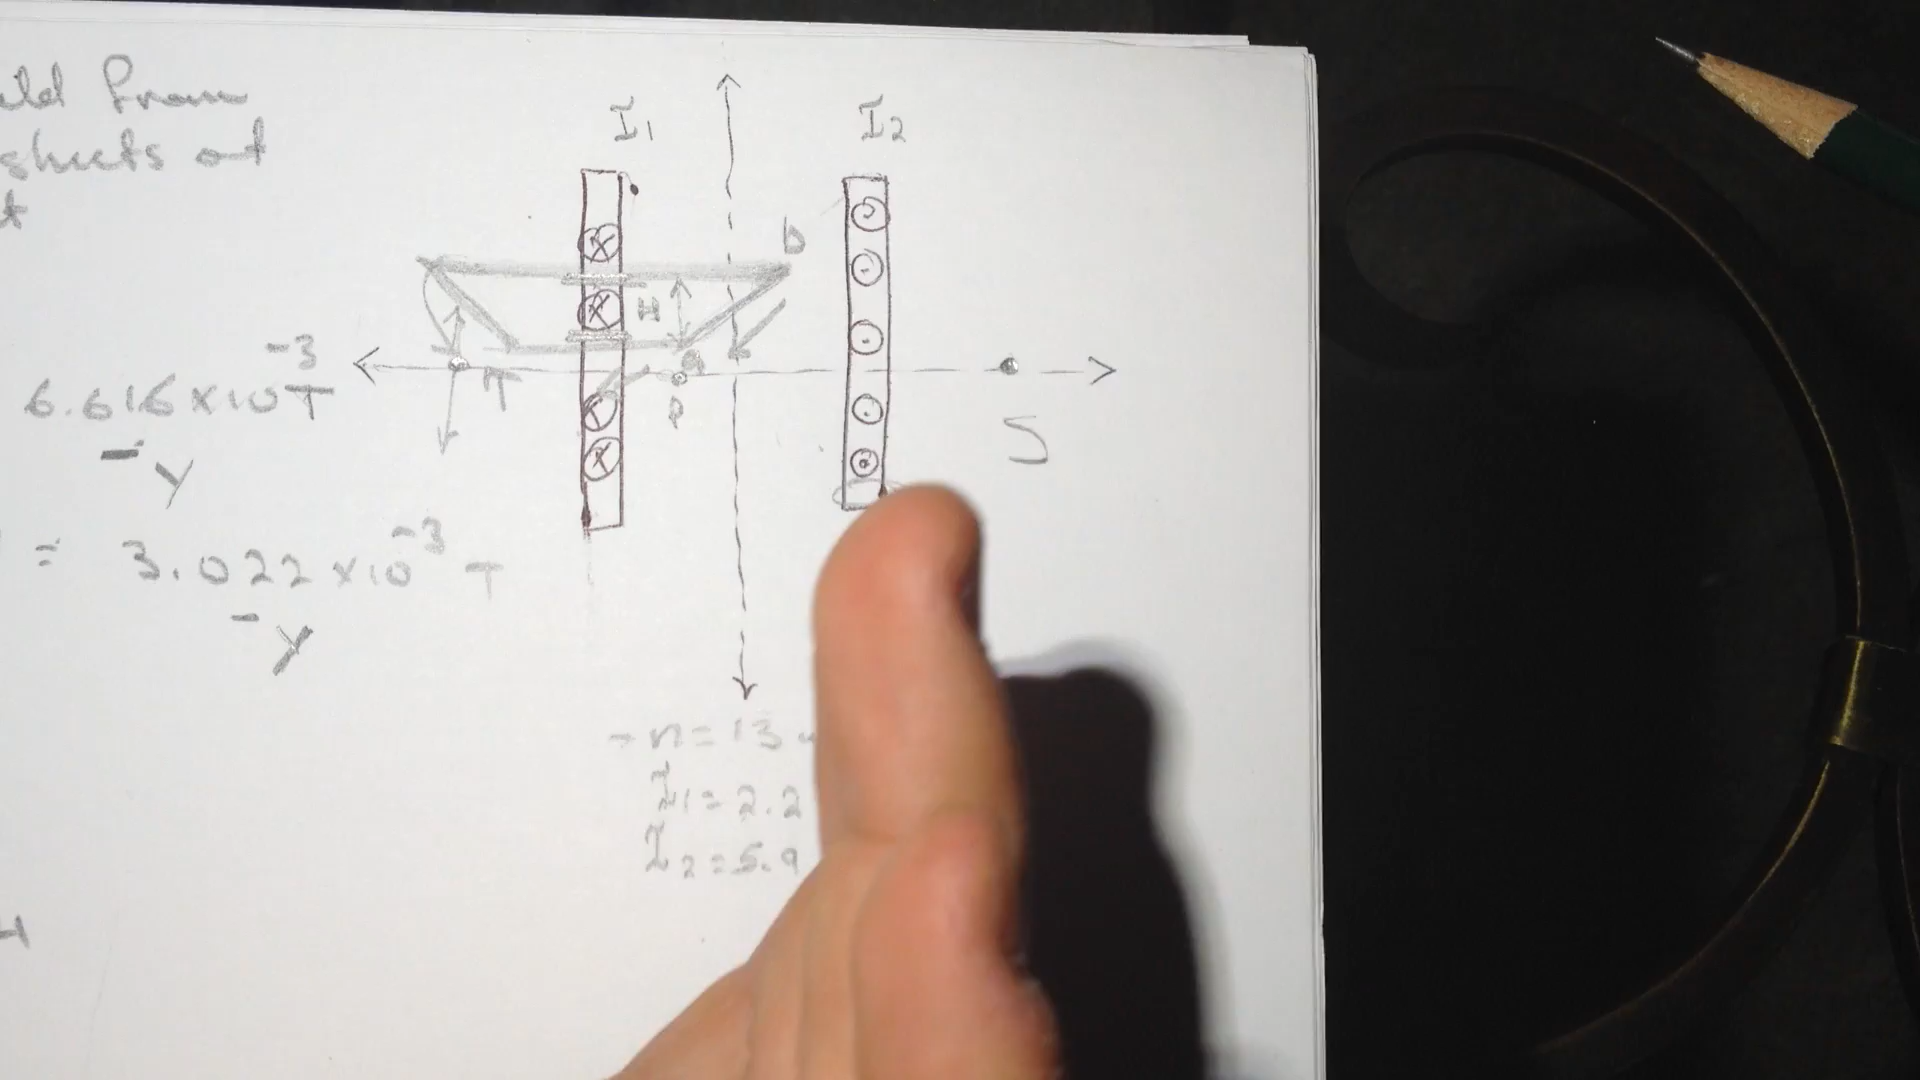 ld from
sheets at
I1
I2
b
H
a
T
P
S
6.616 x 10^-3 T
- y
= 3.022 x 10^-3 T
- y
→ n = 13
I1 = 2.2
I2 = 5.9